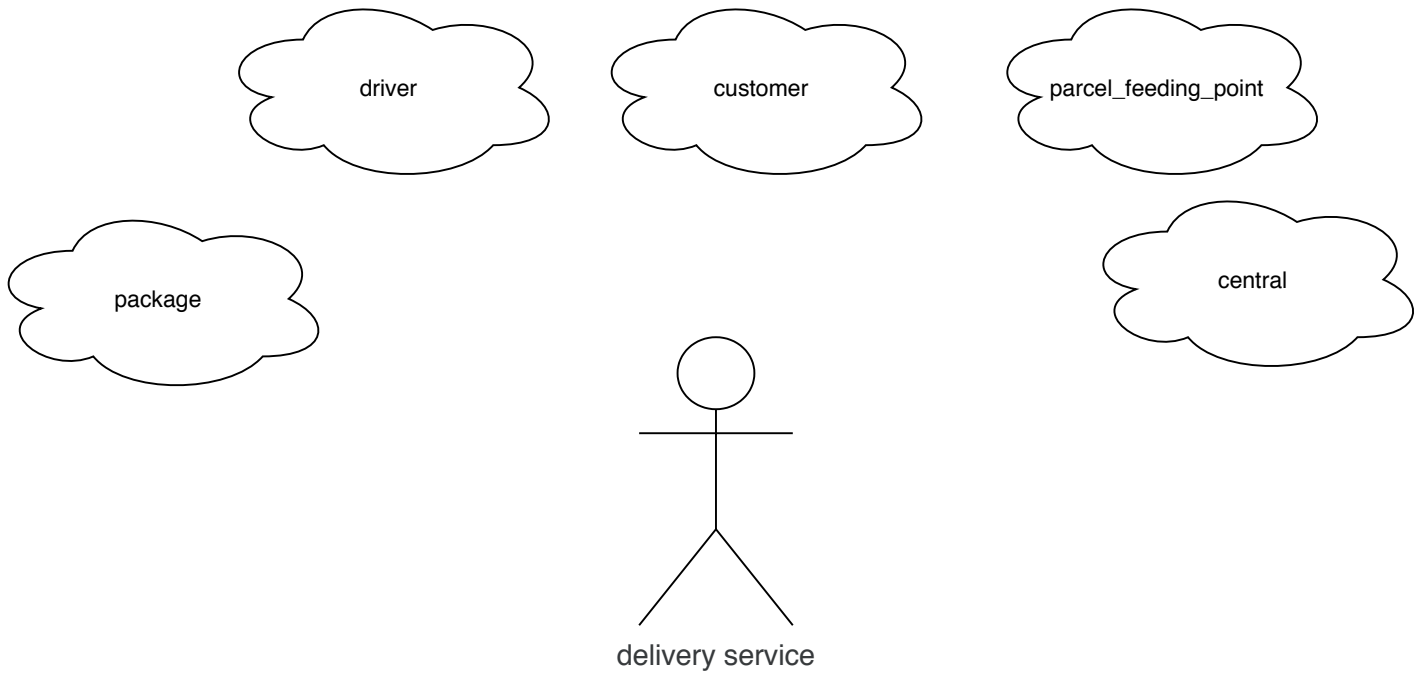 driver
customer
parcel_feeding_point
package
central
delivery service